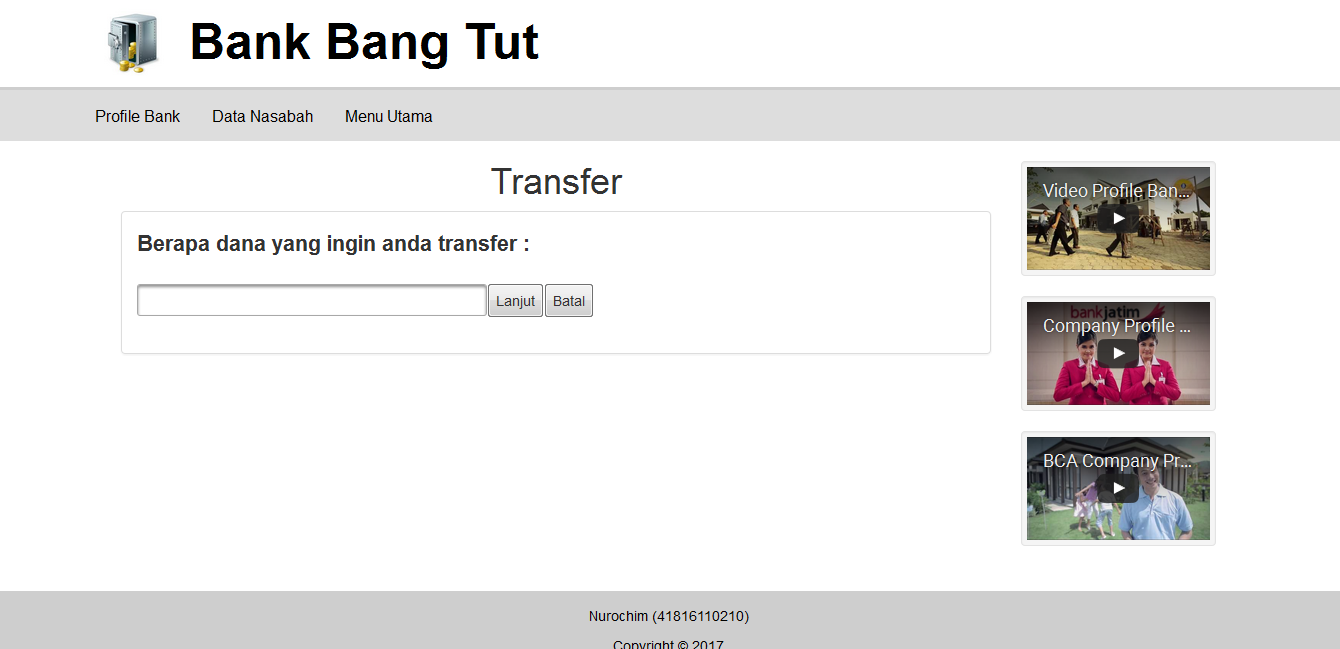 Bank Bang Tut
Profile Bank
Data Nasabah
Menu Utama
Transfer
Berapa dana yang ingin anda transfer :
Lanjut
Batal
Video Profile Ban...
bankjatim
Company Profile ...
BCA Company Pr...
Nurochim (41816110210)
Copyright © 2017